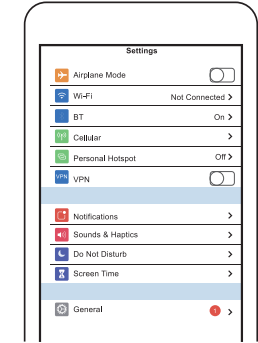 Settings
Airplane Mode
Wi-Fi Not Connected >
BT On >
Cellular >
Personal Hotspot Off >
VPN VPN
Notifications >
Sounds & Haptics >
Do Not Disturb >
Screen Time >
General 1 >